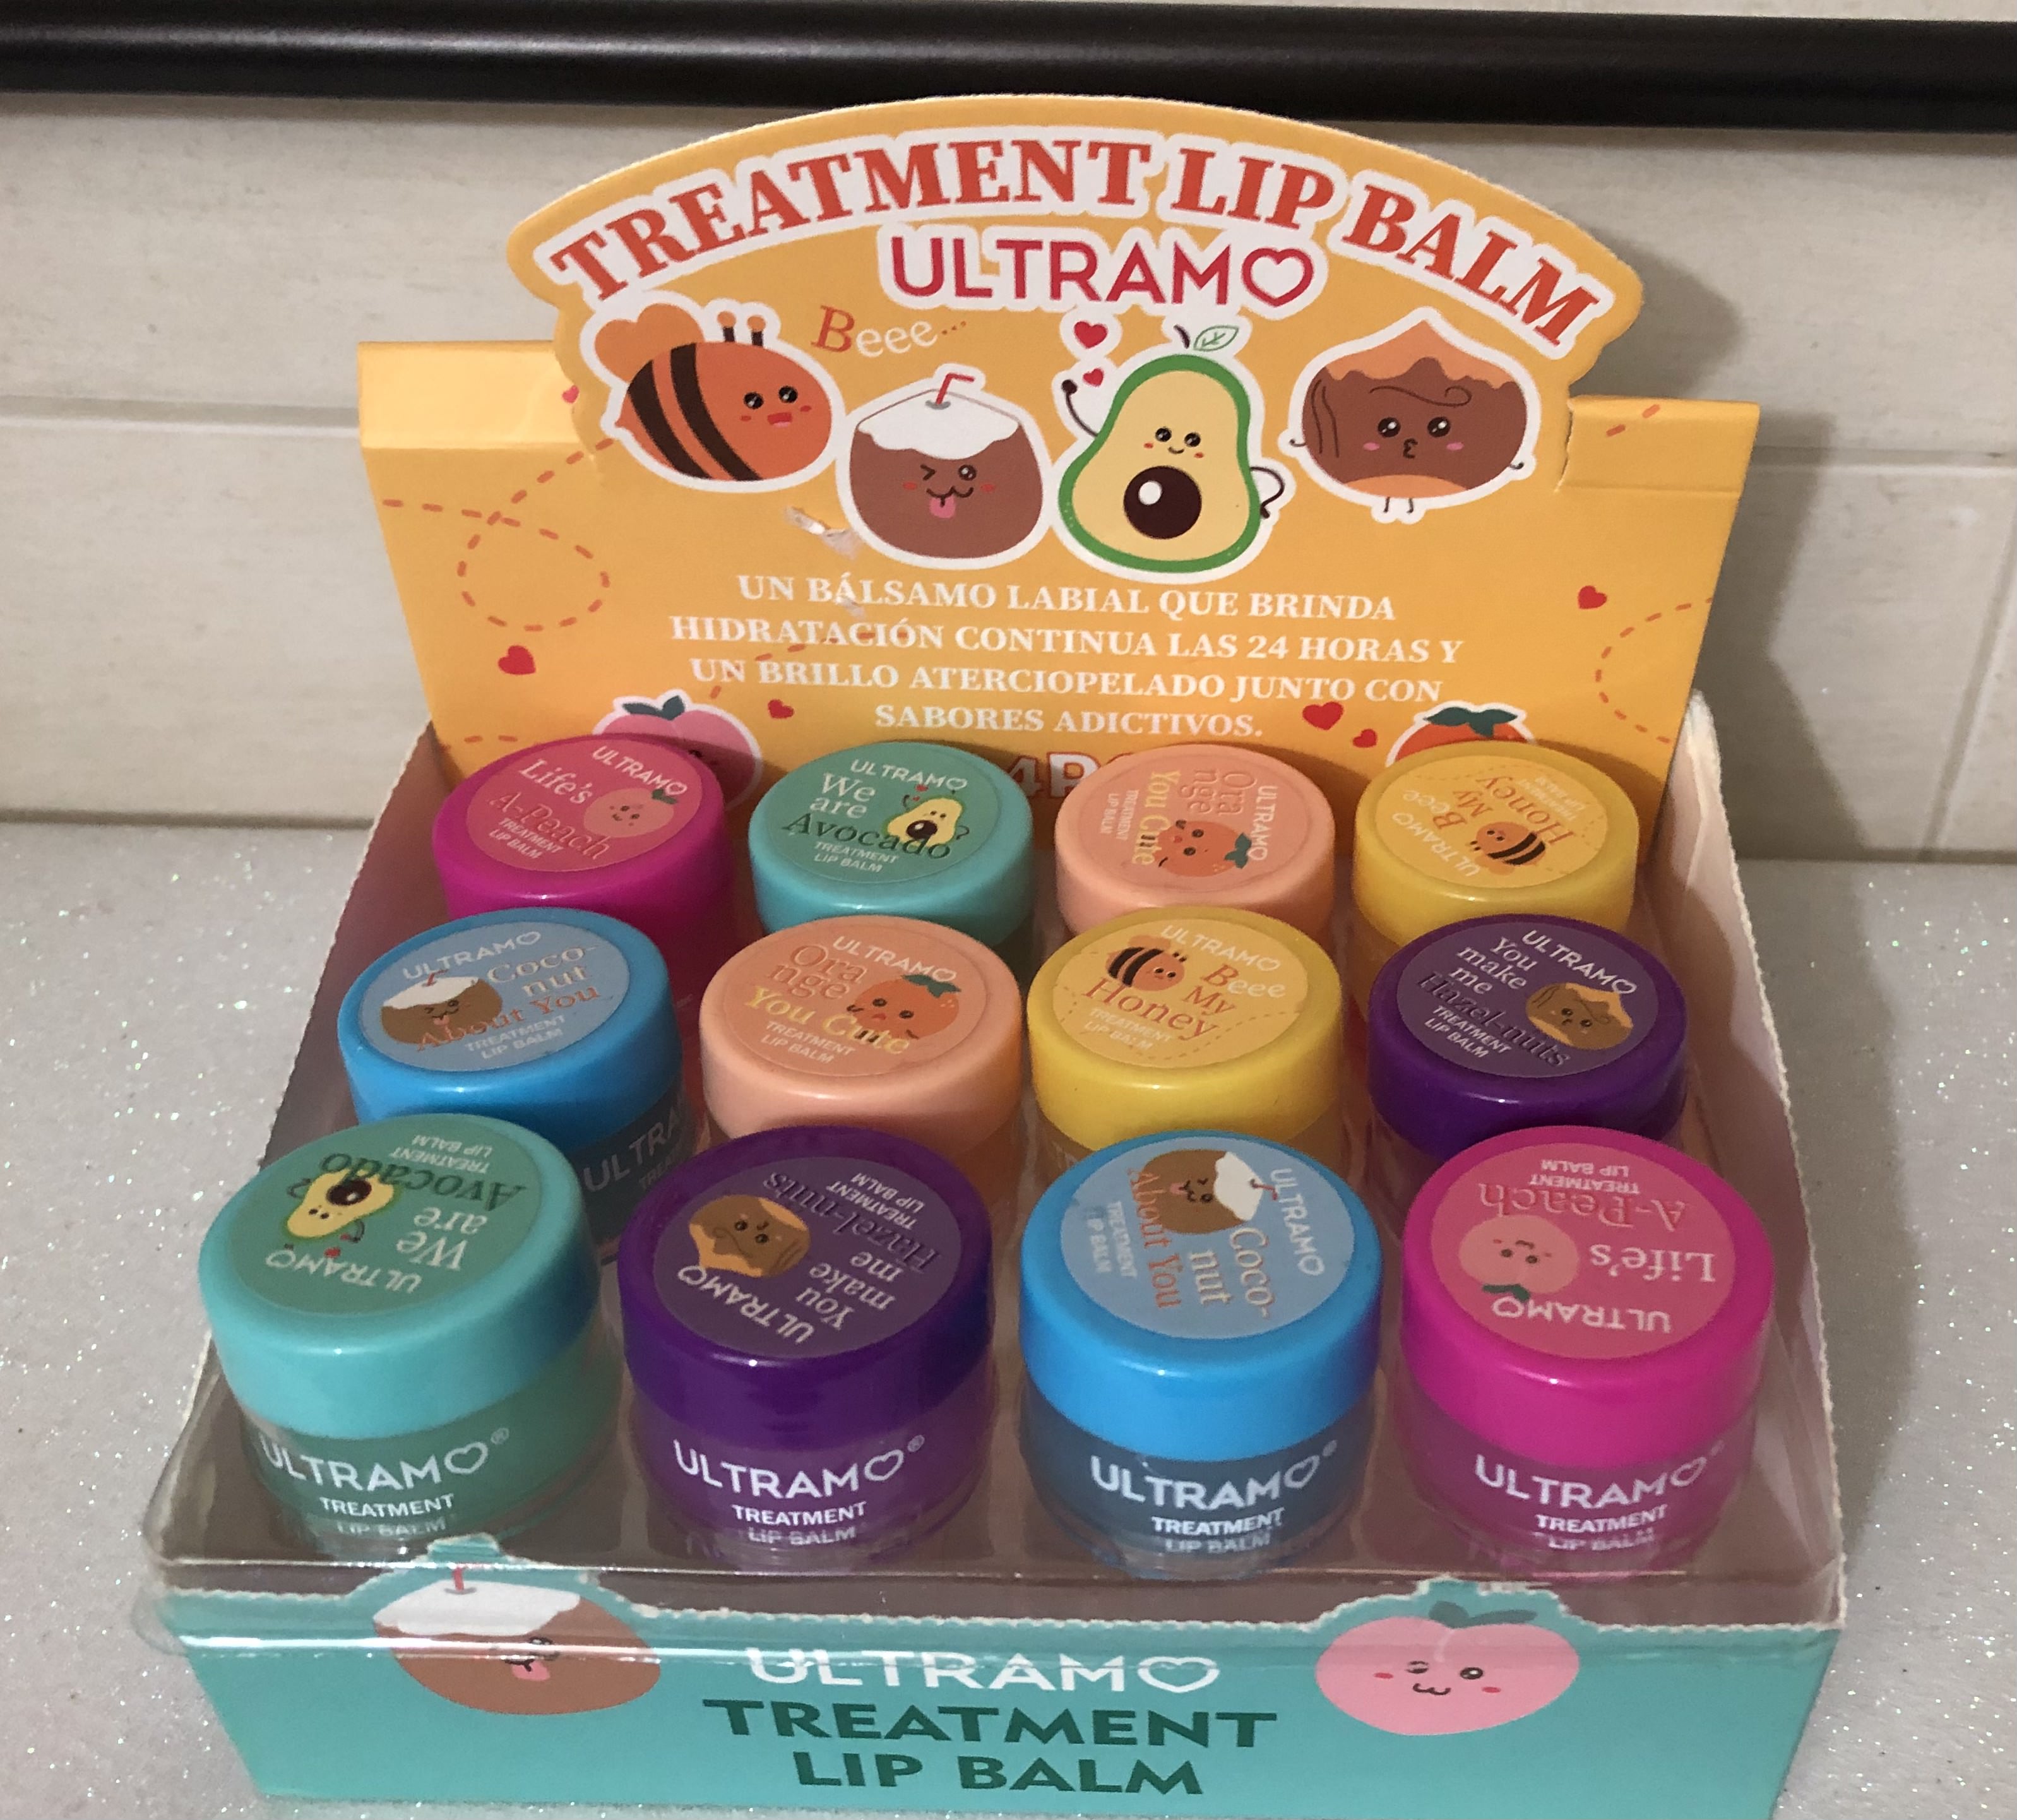 TREATMENT LIP BALM
ULTRAMO
Beee...
UN BÁLSAMO LABIAL QUE BRINDA
HIDRATACIÓN CONTINUA LAS 24 HORAS Y
UN BRILLO ATERCIOPELADO JUNTO CON
SABORES ADICTIVOS.
ULTRAMO
Life's
A-Peach
TREATMENT
LIP BALM
ULTRAMO
We
are
Avocado
TREATMENT
LIP BALM
ULTRAMO
Ora
nge
You Cute
TREATMENT
LIP BALM
ULTRAMO
Beee
My
Honey
TREATMENT
LIP BALM
ULTRAMO
Coco-
nut
About You
TREATMENT
LIP BALM
ULTRAMO
Ora
nge
You Cute
TREATMENT
LIP BALM
ULTRAMO
Beee
My
Honey
TREATMENT
LIP BALM
ULTRAMO
You
make
me
Hazel-nuts
TREATMENT
LIP BALM
ULTRAMO
We
are
Avocado
TREATMENT
LIP BALM
ULTRAMO
You
make
me
Hazel-nuts
TREATMENT
LIP BALM
ULTRAMO
Coco-
nut
About You
TREATMENT
LIP BALM
ULTRAMO
Life's
A-Peach
TREATMENT
LIP BALM
ULTRAMO®
TREATMENT
LIP BALM
ULTRAMO®
TREATMENT
LIP BALM
ULTRAMO®
TREATMENT
LIP BALM
ULTRAMO®
TREATMENT
LIP BALM
ULTRAMO
TREATMENT
LIP BALM